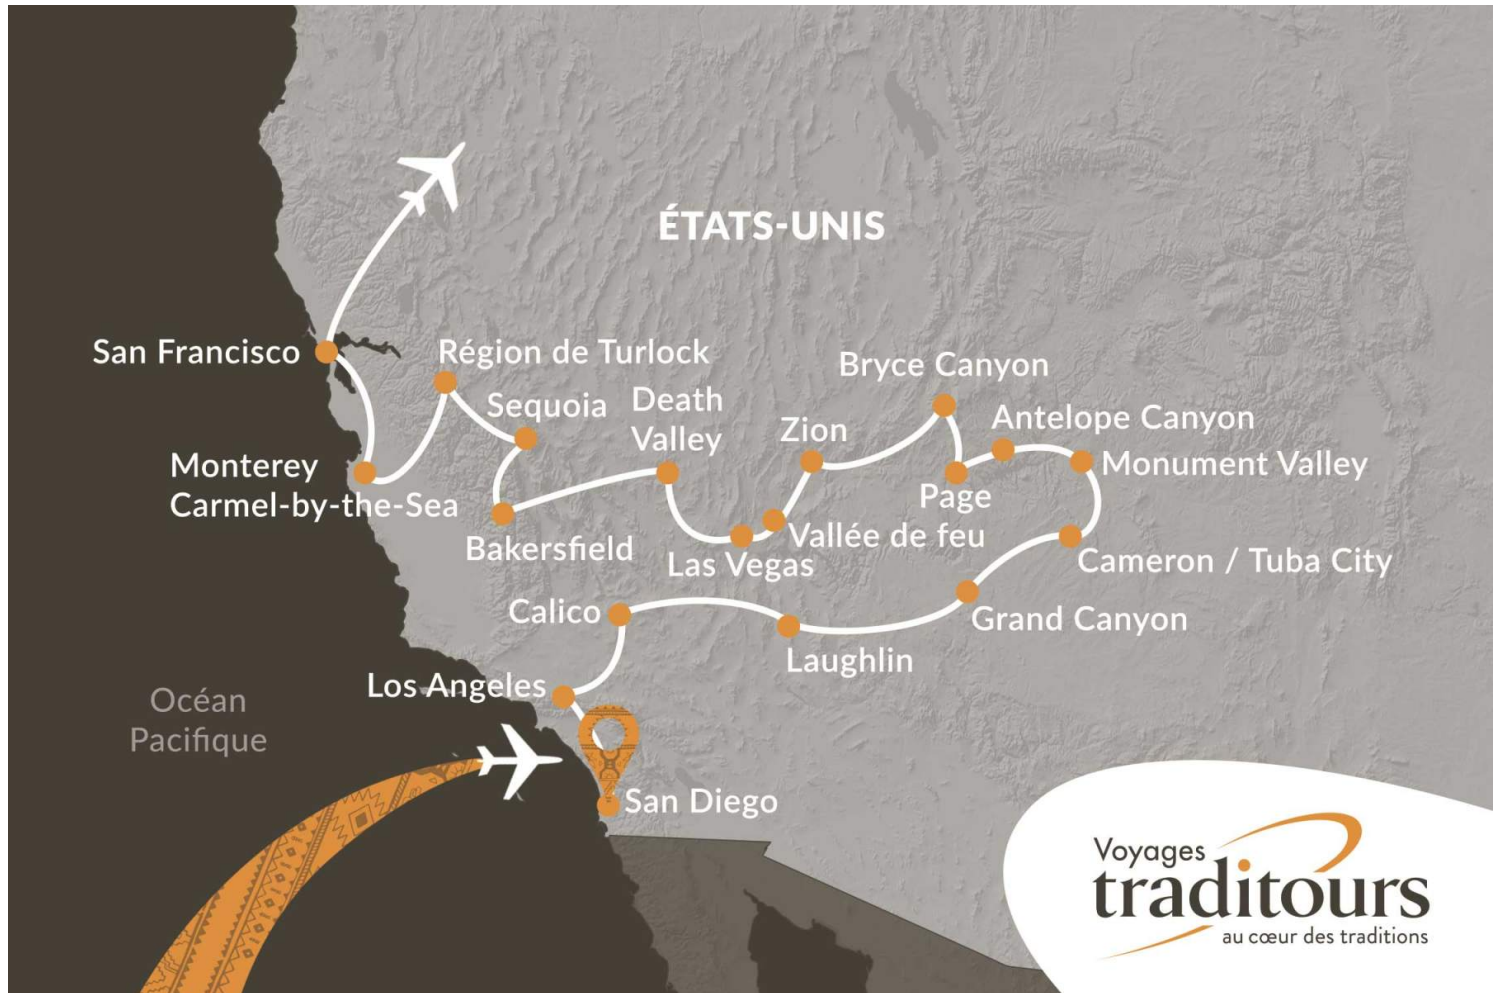 ÉTATS-UNIS
San Francisco
Région de Turlock
Bryce Canyon
Sequoia
Death
Valley
Zion
Antelope Canyon
Monterey
Carmel-by-the-Sea
Monument Valley
Page
Bakersfield
Las Vegas
Vallée de feu
Cameron / Tuba City
Calico
Grand Canyon
Laughlin
Los Angeles
Océan
Pacifique
San Diego
Voyages
traditours
au cœur des traditions